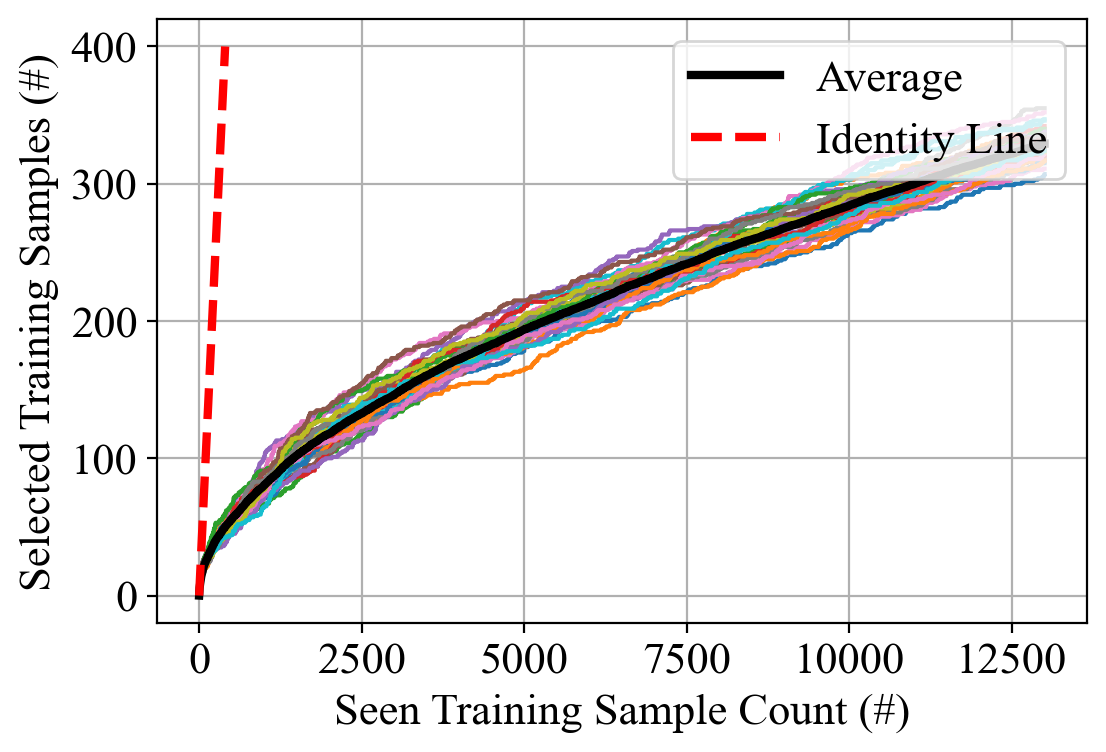 Selected Training Samples (#)
400
300
200
100
0
Average
Identity Line
0 2500 5000 7500 10000 12500
Seen Training Sample Count (#)